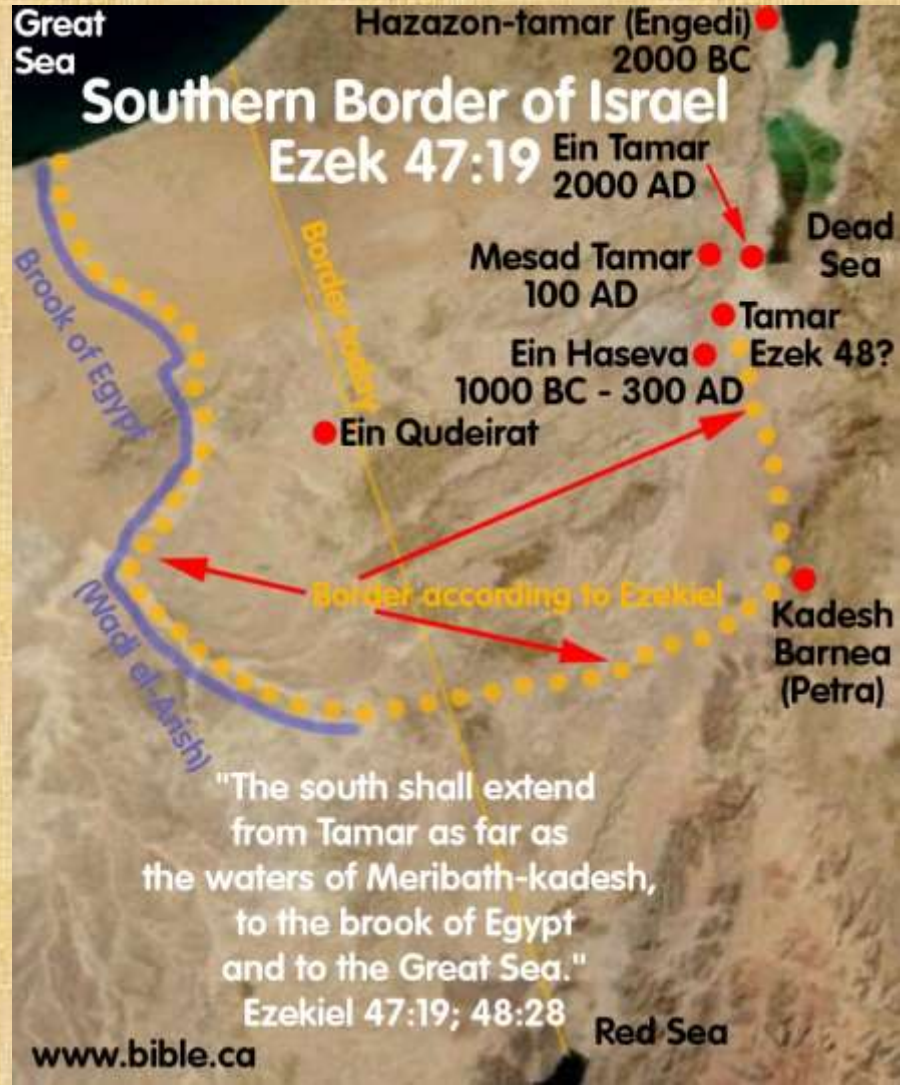 Great
Sea
Hazazon-tamar (Engedi)
2000 BC
Southern Border of Israel
Ezek 47:19
Ein Tamar
2000 AD
Dead
Sea
Mesad Tamar
100 AD
Tamar
Ezek 48?
Ein Haseva
1000 BC - 300 AD
Border today
Brook of Egypt
Ein Qudeirat
Border according to Ezekiel
Kadesh
Barnea
(Petra)
(Wadi el-Arish)
"The south shall extend
from Tamar as far as
the waters of Meribath-kadesh,
to the brook of Egypt
and to the Great Sea."
Ezekiel 47:19; 48:28
Red Sea
www.bible.ca